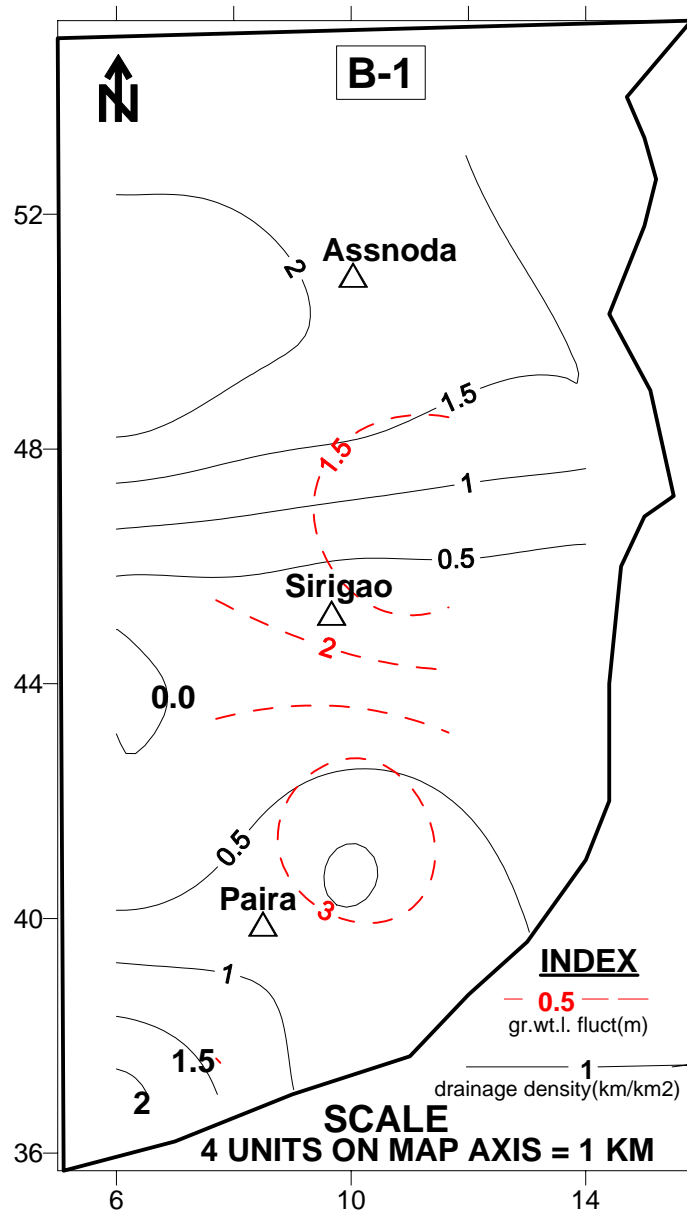 N
B-1
52
2
Assnoda
1.5
48
1.5
1
0.5
Sirigao
2
44
0.0
0.5
Paira
40
3
INDEX
1
0.5
gr.wt.l. fluct(m)
1.5
1
drainage density(km/km2)
2
SCALE
4 UNITS ON MAP AXIS = 1 KM
36
6 10 14